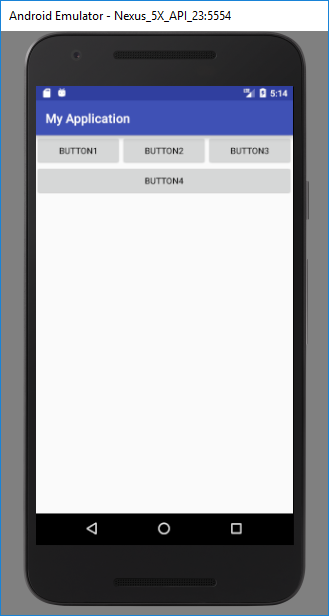 Android Emulator - Nexus_5X_API_23:5554
5:14
My Application
BUTTON1 BUTTON2 BUTTON3
BUTTON4